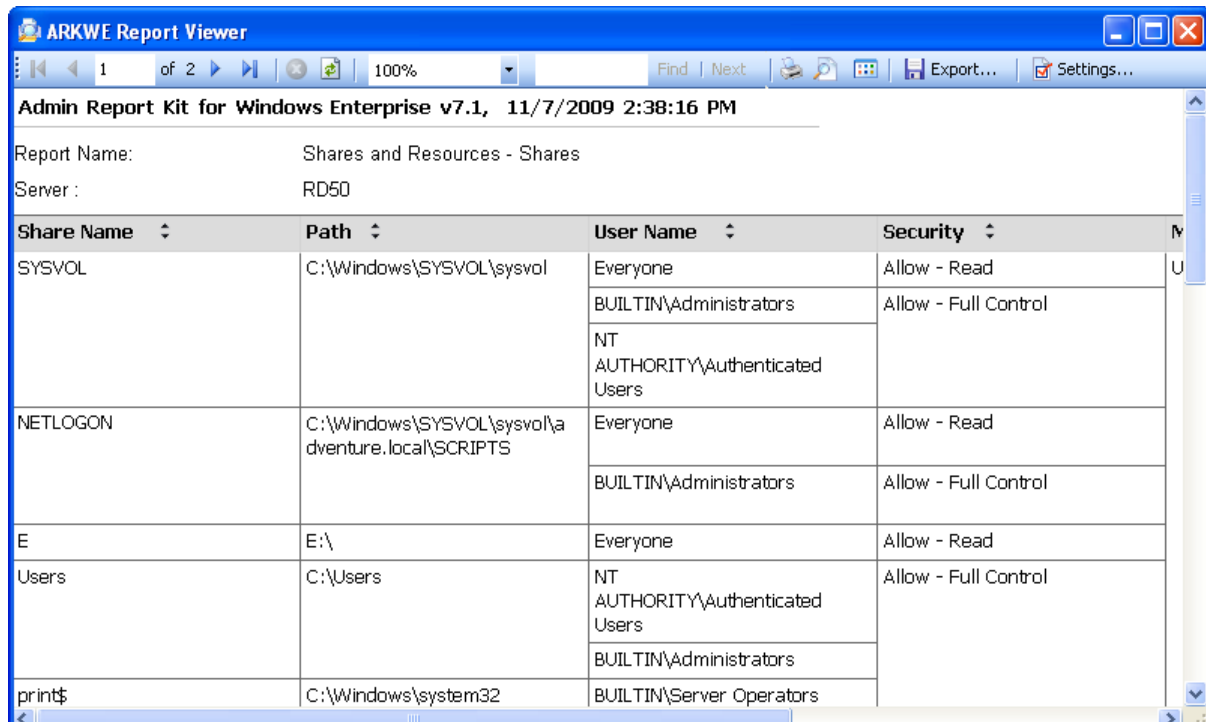 ARKWE Report Viewer
1 of 2 100% Find | Next Export... Settings...
Admin Report Kit for Windows Enterprise v7.1, 11/7/2009 2:38:16 PM
Report Name: Shares and Resources - Shares
Server : RD50
Share Name Path User Name Security M
SYSVOL C:\Windows\SYSVOL\sysvol Everyone Allow - Read U
BUILTIN\Administrators Allow - Full Control
NT
AUTHORITY\Authenticated
Users
NETLOGON C:\Windows\SYSVOL\sysvol\a Everyone Allow - Read
dventure.local\SCRIPTS
BUILTIN\Administrators Allow - Full Control
E E:\ Everyone Allow - Read
Users C:\Users NT Allow - Full Control
AUTHORITY\Authenticated
Users
BUILTIN\Administrators
print$ C:\Windows\system32 BUILTIN\Server Operators